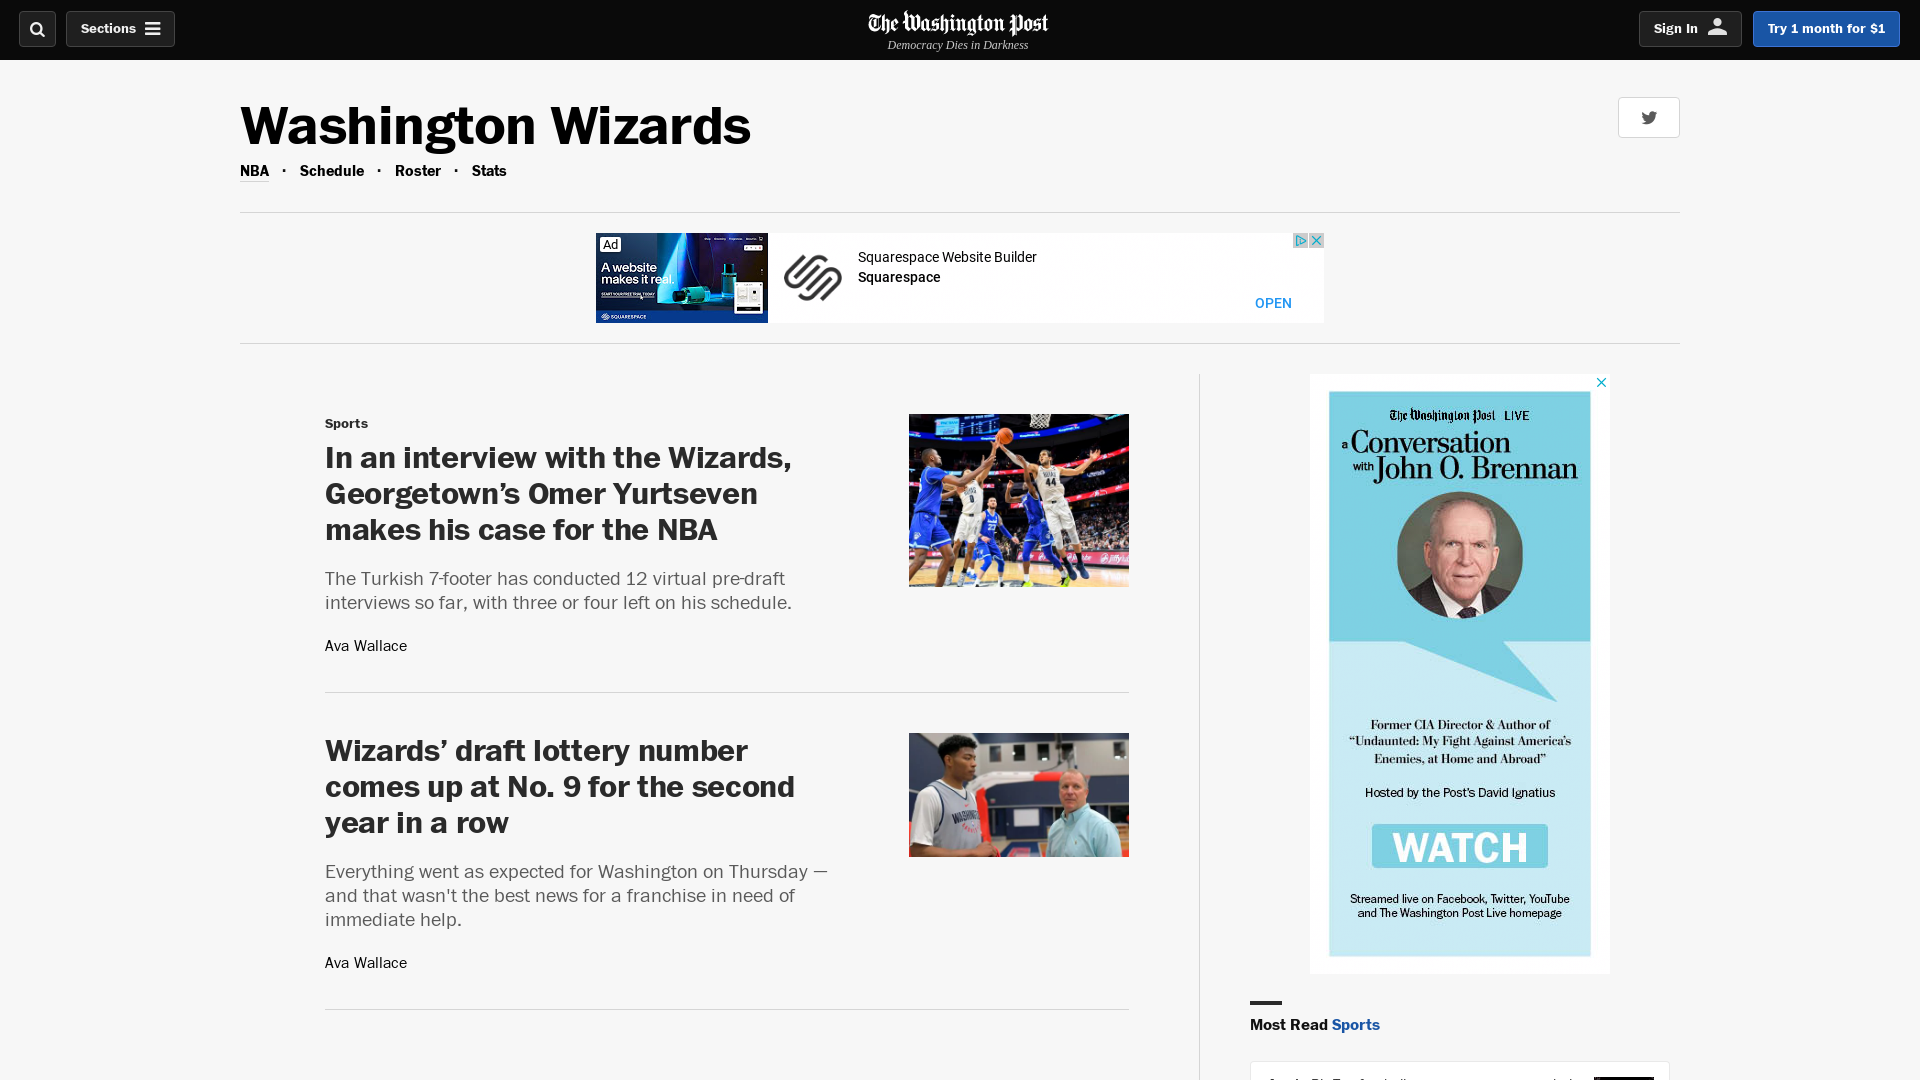 Sections
The Washington Post
Democracy Dies in Darkness
Sign In
Try 1 month for $1
Washington Wizards
NBA · Schedule · Roster · Stats
Ad
A website
makes it real.
START YOUR FREE TRIAL TODAY
SQUARESPACE
Squarespace Website Builder
Squarespace
OPEN
Sports
In an interview with the Wizards,
Georgetown’s Omer Yurtseven
makes his case for the NBA
The Turkish 7-footer has conducted 12 virtual pre-draft
interviews so far, with three or four left on his schedule.
Ava Wallace
Wizards’ draft lottery number
comes up at No. 9 for the second
year in a row
Everything went as expected for Washington on Thursday —
and that wasn't the best news for a franchise in need of
immediate help.
Ava Wallace
The Washington Post LIVE
a Conversation
with John O. Brennan
Former CIA Director & Author of
“Undaunted: My Fight Against America’s
Enemies, at Home and Abroad”
Hosted by the Post’s David Ignatius
WATCH
Streamed live on Facebook, Twitter, YouTube
and The Washington Post Live homepage
Most Read Sports